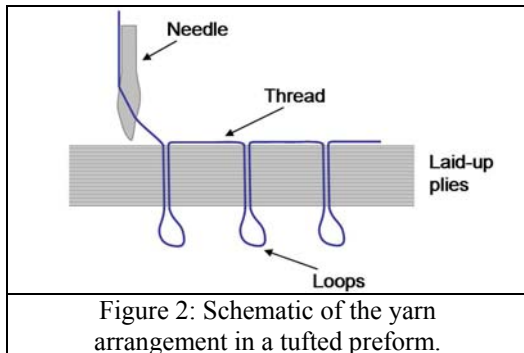 Needle
Thread
Laid-up
plies
Loops
Figure 2: Schematic of the yarn
arrangement in a tufted preform.